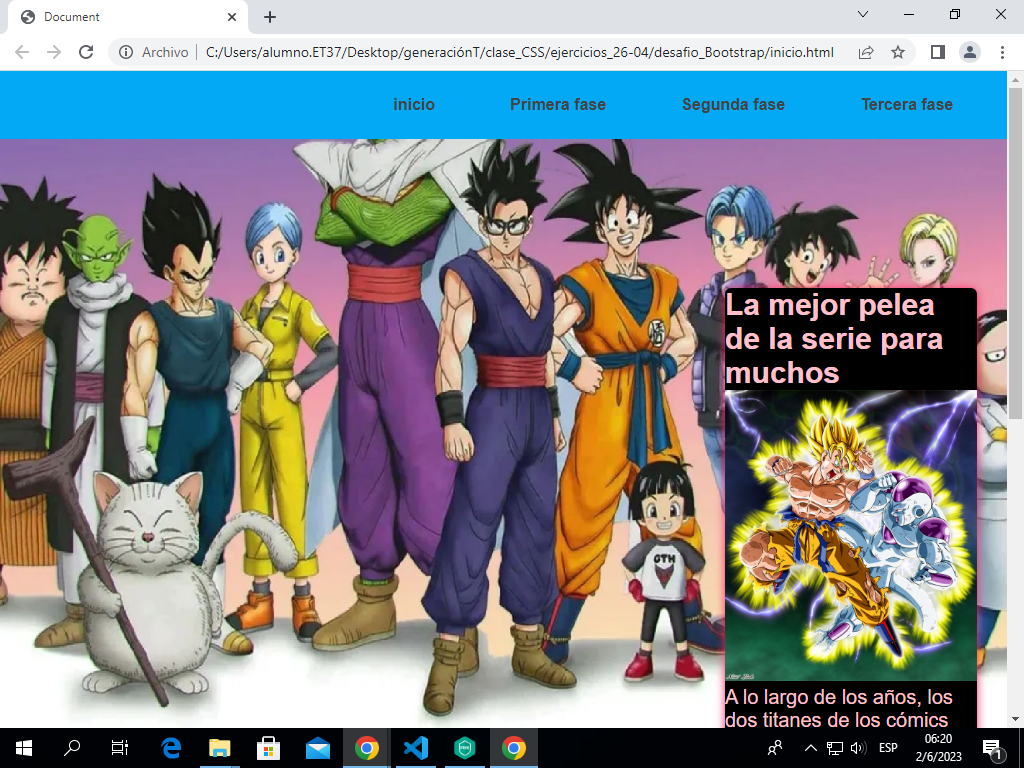 Document
Archivo
C:/Users/alumno.ET37/Desktop/generaciónT/clase_CSS/ejercicios_26-04/desafio_Bootstrap/inicio.html
inicio
Primera fase
Segunda fase
Tercera fase
La mejor pelea
de la serie para
muchos
GTH
A lo largo de los años, los
dos titanes de los cómics
ESP
06:20
2/6/2023
1